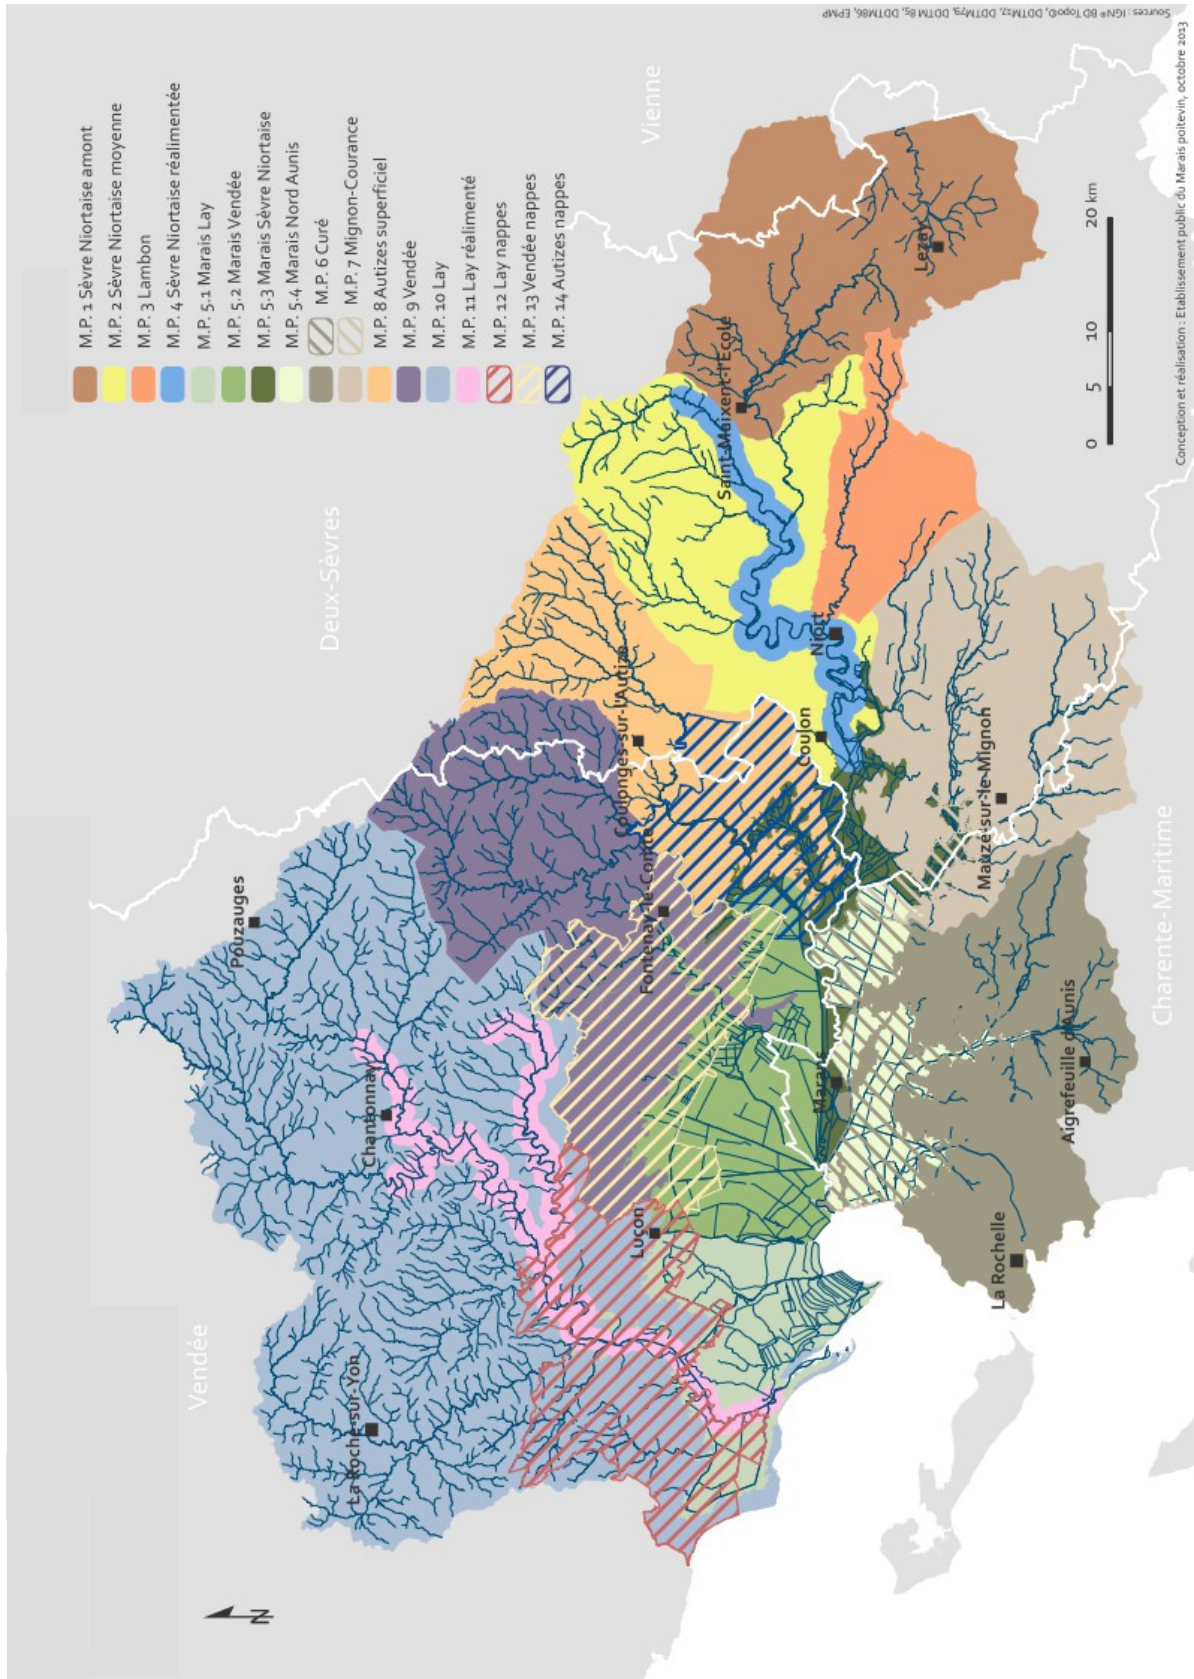 M.P. 1 Sèvre Niortaise amont
M.P. 2 Sèvre Niortaise moyenne
M.P. 3 Lambon
M.P. 4 Sèvre Niortaise réalimentée
M.P. 5.1 Marais Lay
M.P. 5.2 Marais Vendée
M.P. 5.3 Marais Sèvre Niortaise
M.P. 5.4 Marais Nord Aunis
M.P. 6 Curé
M.P. 7 Mignon-Courance
M.P. 8 Autizes superficiel
M.P. 9 Vendée
M.P. 10 Lay
M.P. 11 Lay réalimenté
M.P. 12 Lay nappes
M.P. 13 Vendée nappes
M.P. 14 Autizes nappes
N
Vendée
Deux-Sèvres
Vienne
Pouzauges
La Roche-sur-Yon
Chantonnay
Coulonges-sur-l'Autize
Fontenay-le-Comte
Luçon
Saint-Maixent-l'Ecole
Coulon
Niort
Marans
Lezay
Mauzé-sur-le-Mignon
La Rochelle
Aigrefeuille d'Aunis
Charente-Maritime
0 5 10 20 km
Sources : IGN® BD Topo©, DDTM17, DDTM79, DDTM 85, DDTM86, EPMP
Conception et réalisation : Etablissement public du Marais poitevin, octobre 2013